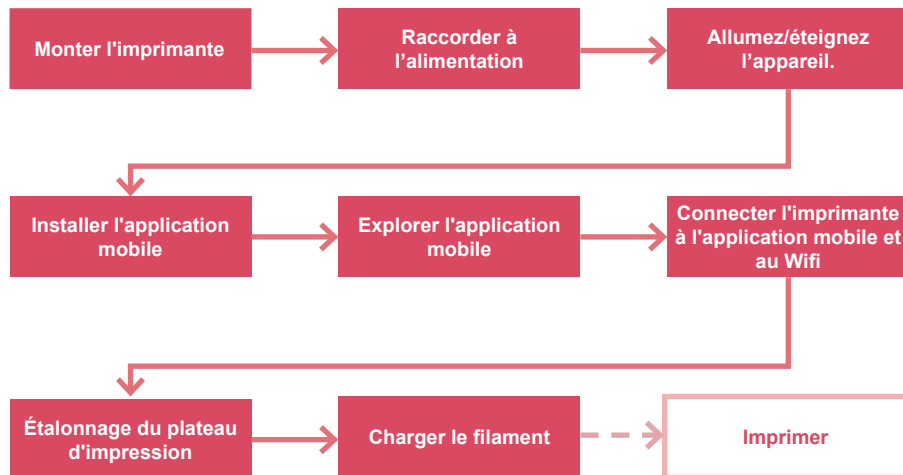 Monter l'imprimante
Raccorder à
l’alimentation
Allumez/éteignez
l’appareil.
Installer l'application
mobile
Explorer l'application
mobile
Connecter l'imprimante
à l'application mobile et
au Wifi
Étalonnage du plateau
d'impression
Charger le filament
Imprimer